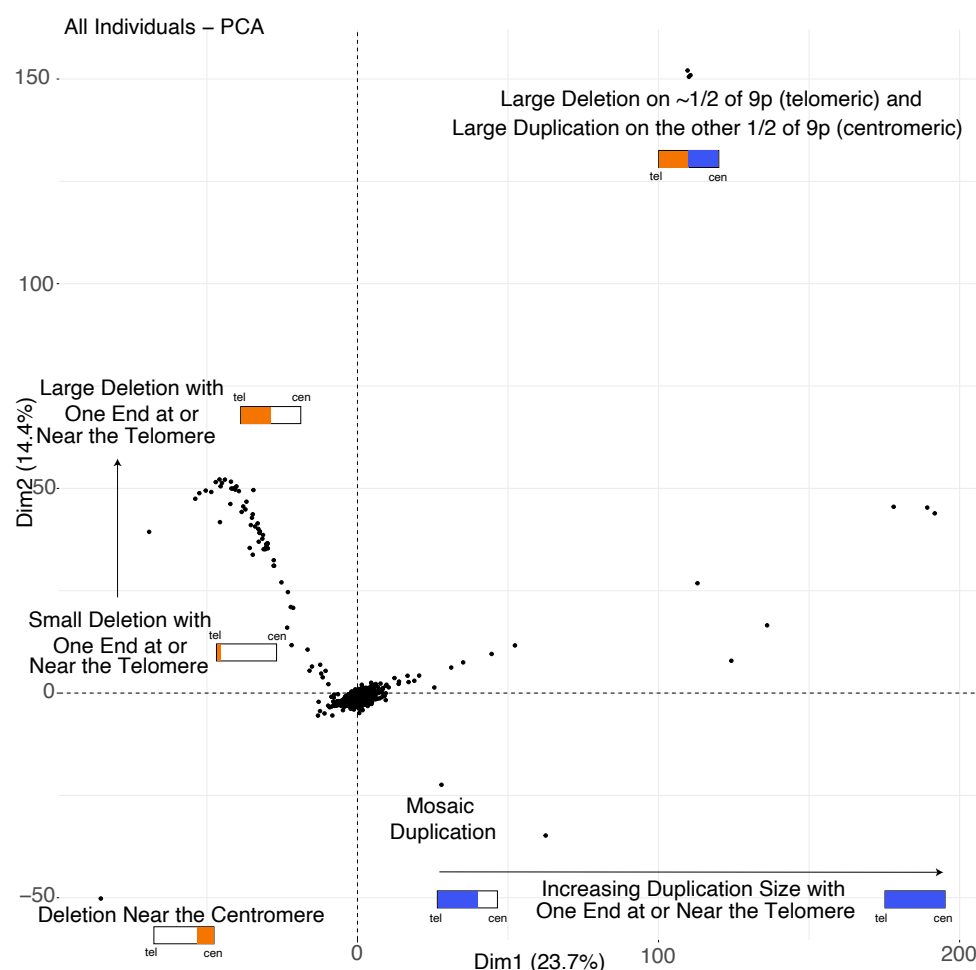 All Individuals – PCA
150
Large Deletion on ~1/2 of 9p (telomeric) and
Large Duplication on the other 1/2 of 9p (centromeric)
tel cen
100
Large Deletion with
One End at or
Near the Telomere
tel cen
Dim2 (14.4%)
50
Small Deletion with
One End at or
Near the Telomere
tel cen
0
Mosaic
Duplication
−50
Deletion Near the Centromere
tel cen
Increasing Duplication Size with
One End at or Near the Telomere
tel cen
tel cen
0 100 200
Dim1 (23.7%)